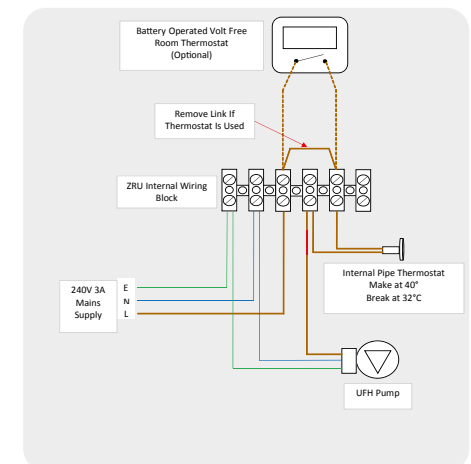 Battery Operated Volt Free
Room Thermostat
(Optional)
Remove Link If
Thermostat Is Used
ZRU Internal Wiring
Block
240V 3A
Mains
Supply
E
N
L
Internal Pipe Thermostat
Make at 40°
Break at 32°C
UFH Pump